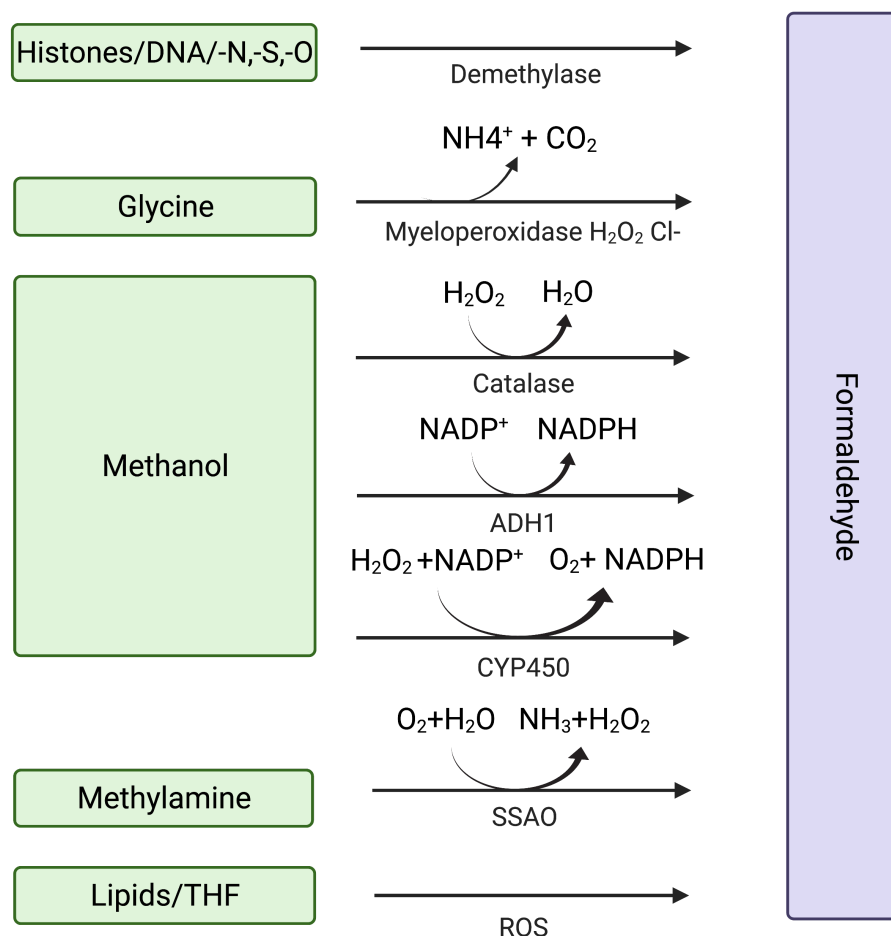 Histones/DNA/-N,-S,-O
Demethylase
NH4⁺ + CO₂
Glycine
Myeloperoxidase H₂O₂ Cl-
H₂O₂ H₂O
Catalase
NADP⁺ NADPH
Methanol
ADH1
H₂O₂ +NADP⁺ O₂+ NADPH
CYP450
O₂+H₂O NH₃+H₂O₂
Methylamine
SSAO
Lipids/THF
ROS
Formaldehyde